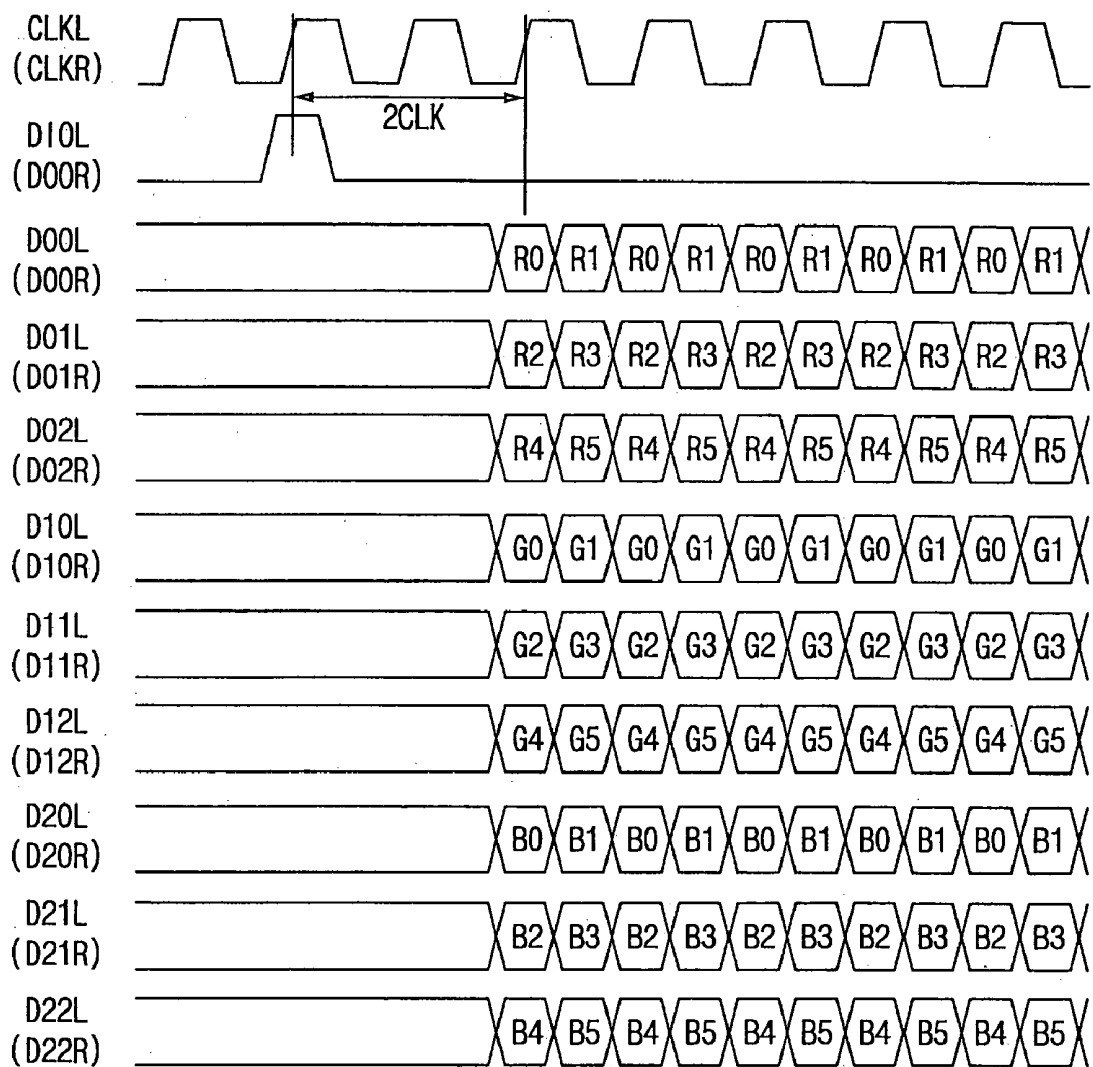 CLKL
(CLKR)
2CLK
DIOL
(DOOR)
D00L
(D00R)
R0 R1 R0 R1 R0 R1 R0 R1 R0 R1
D01L
(D01R)
R2 R3 R2 R3 R2 R3 R2 R3 R2 R3
D02L
(D02R)
R4 R5 R4 R5 R4 R5 R4 R5 R4 R5
D10L
(D10R)
G0 G1 G0 G1 G0 G1 G0 G1 G0 G1
D11L
(D11R)
G2 G3 G2 G3 G2 G3 G2 G3 G2 G3
D12L
(D12R)
G4 G5 G4 G5 G4 G5 G4 G5 G4 G5
D20L
(D20R)
B0 B1 B0 B1 B0 B1 B0 B1 B0 B1
D21L
(D21R)
B2 B3 B2 B3 B2 B3 B2 B3 B2 B3
D22L
(D22R)
B4 B5 B4 B5 B4 B5 B4 B5 B4 B5